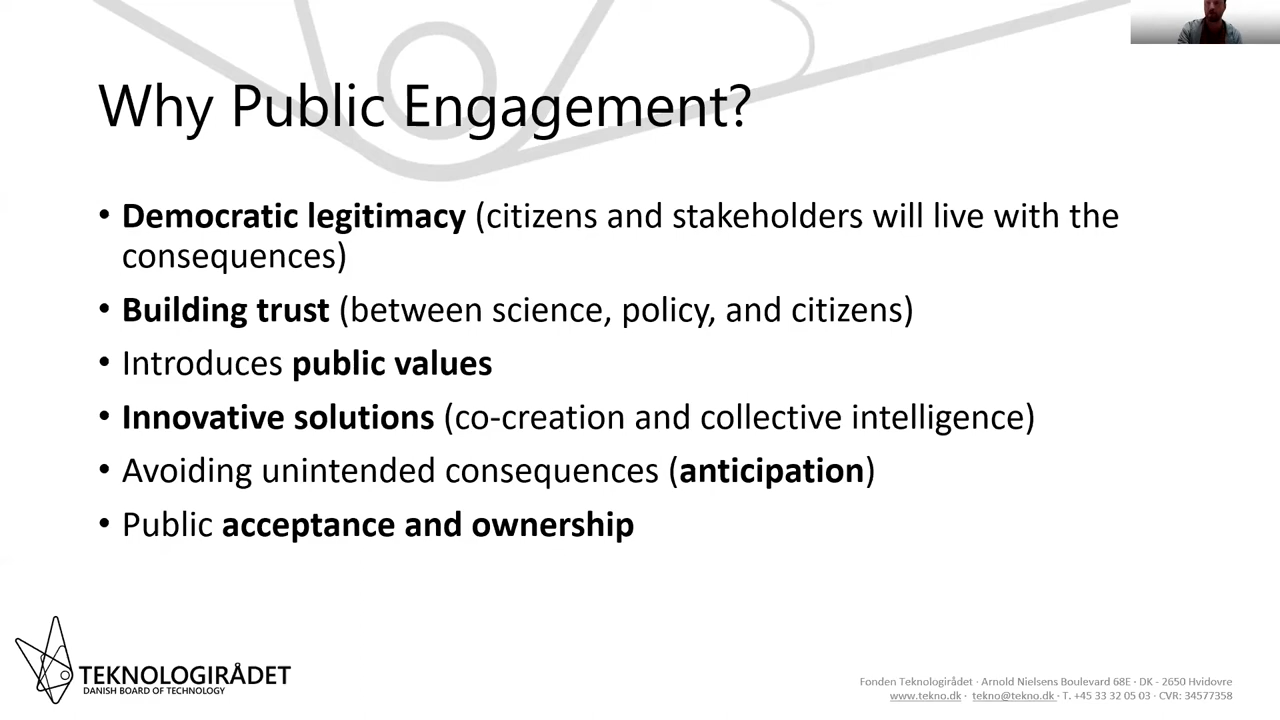 Why Public Engagement?
• Democratic legitimacy (citizens and stakeholders will live with the
consequences)
• Building trust (between science, policy, and citizens)
• Introduces public values
• Innovative solutions (co-creation and collective intelligence)
• Avoiding unintended consequences (anticipation)
• Public acceptance and ownership
TEKNOLOGIRÅDET
DANISH BOARD OF TECHNOLOGY
Fonden Teknologirådet · Arnold Nielsens Boulevard 68E · DK - 2650 Hvidovre
www.tekno.dk · tekno@tekno.dk · T. +45 33 32 05 03 · CVR: 34577358